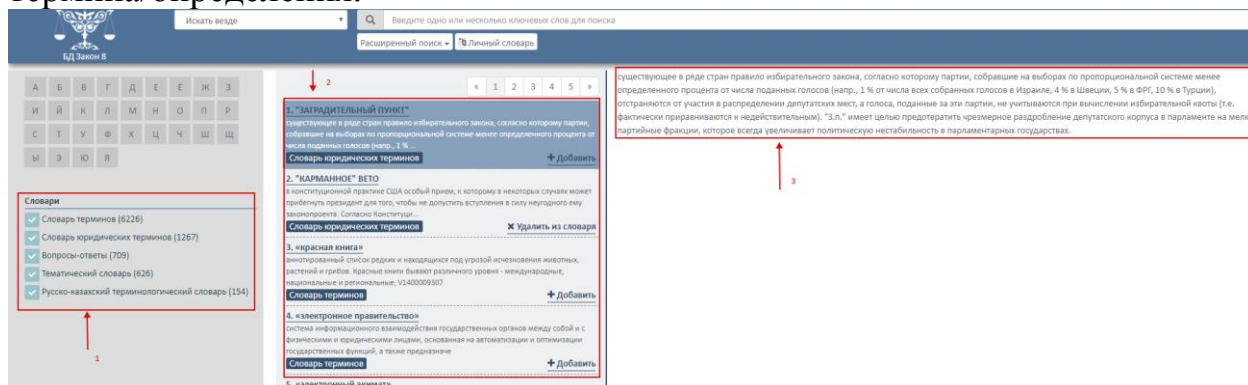 термина/определения.
Искать везде
Введите одно или несколько ключевых слов для поиска
Расширенный поиск
Личный словарь
БД Закон 8
А Б В Г Д Е Ё Ж З
И Й К Л М Н О П Р
С Т У Ф Х Ц Ч Ш Щ
Ы Э Ю Я
Словари
Словарь терминов (6226)
Словарь юридических терминов (1267)
Вопросы-ответы (709)
Тематический словарь (626)
Русско-казахский терминологический словарь (154)
1
2
« 1 2 3 4 5 »
1. "ЗАГРАДИТЕЛЬНЫЙ ПУНКТ"
существующее в ряде стран правило избирательного закона, согласно которому партии,
собравшие на выборах по пропорциональной системе менее определенного процента от
числа поданных голосов (напр., 1 % ...
Словарь юридических терминов
+ Добавить
2. "КАРМАННОЕ" ВЕТО
в конституционной практике США особый прием, к которому в некоторых случаях может
прибегнуть президент для того, чтобы не допустить вступления в силу неугодного ему
законопроекта. Согласно Конституци...
Словарь юридических терминов
✖ Удалить из словаря
3. «красная книга»
аннотированный список редких и находящихся под угрозой исчезновения животных,
растений и грибов. Красные книги бывают различного уровня - международные,
национальные и региональные; V1400009307
Словарь терминов
+ Добавить
4. «электронное правительство»
система информационного взаимодействия государственных органов между собой и с
физическими и юридическими лицами, основанная на автоматизации и оптимизации
государственных функций, а также предназначе
Словарь терминов
+ Добавить
5. «электронный акимат»
существующее в ряде стран правило избирательного закона, согласно которому партии, собравшие на выборах по пропорциональной системе менее
определенного процента от числа поданных голосов (напр., 1 % от числа всех собранных голосов в Израиле, 4 % в Швеции, 5 % в ФРГ, 10 % в Турции),
отстраняются от участия в распределении депутатских мест, а голоса, поданные за эти партии, не учитываются при вычислении избирательной квоты (т.е.
фактически приравниваются к недействительным). "З.п." имеет целью предотвратить чрезмерное раздробление депутатского корпуса в парламенте на мелк
партийные фракции, которое всегда увеличивает политическую нестабильность в парламентарных государствах.
3